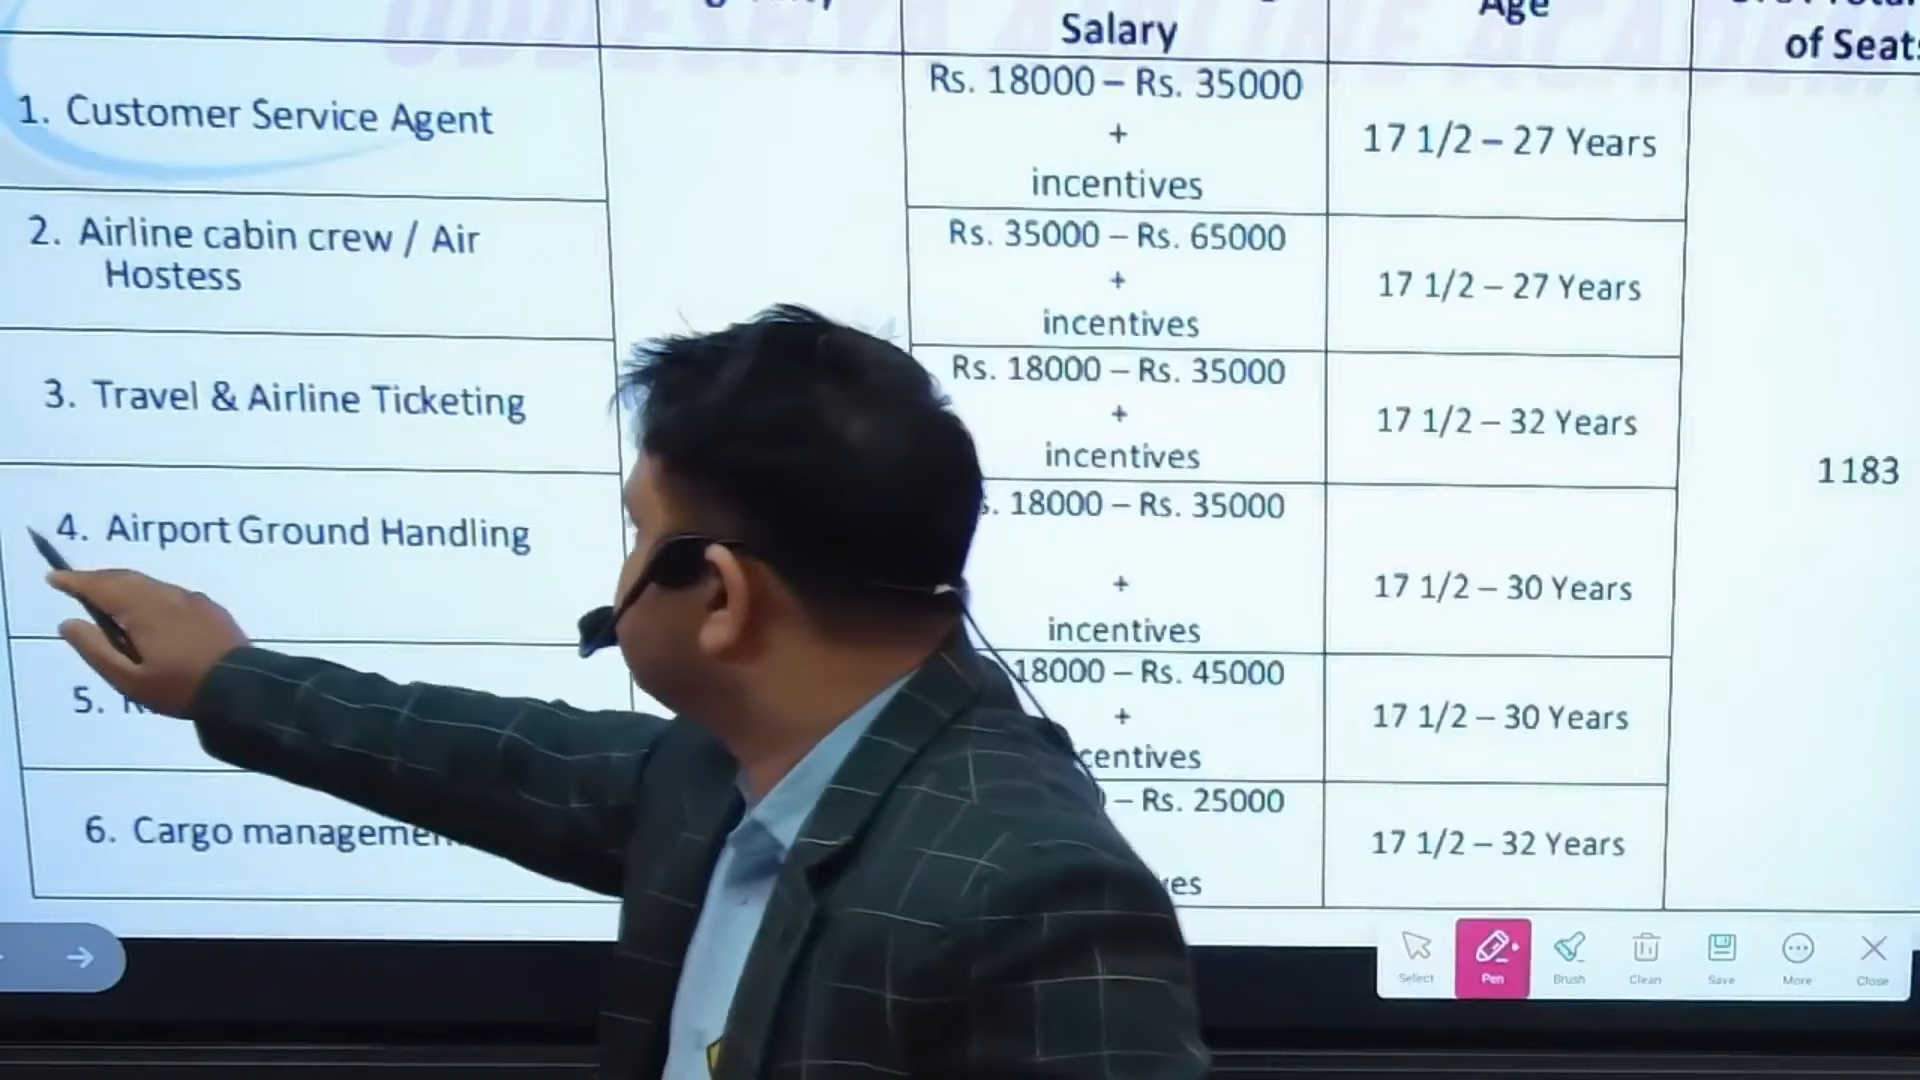 Salary
Age
of Seats
1. Customer Service Agent
Rs. 18000 – Rs. 35000
+
incentives
17 1/2 – 27 Years
2. Airline cabin crew / Air
Hostess
Rs. 35000 – Rs. 65000
+
incentives
17 1/2 – 27 Years
3. Travel & Airline Ticketing
Rs. 18000 – Rs. 35000
+
incentives
17 1/2 – 32 Years
1183
4. Airport Ground Handling
18000 – Rs. 35000
+
incentives
17 1/2 – 30 Years
5.
18000 – Rs. 45000
+
centives
17 1/2 – 30 Years
6. Cargo
– Rs. 25000
17 1/2 – 32 Years
Select
Pen
Brush
Clean
Save
More
Close